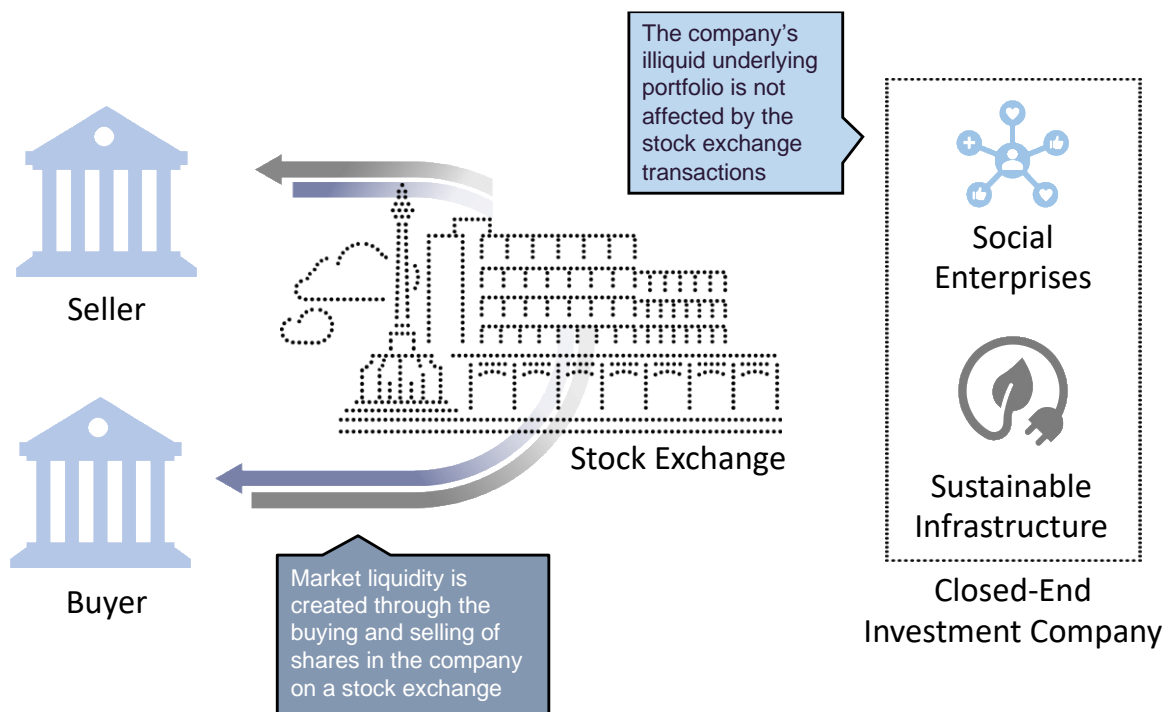 The company’s
illiquid underlying
portfolio is not
affected by the
stock exchange
transactions
Social
Enterprises
Seller
Stock Exchange
Sustainable
Infrastructure
Buyer
Market liquidity is
created through the
buying and selling of
shares in the company
on a stock exchange
Closed-End
Investment Company